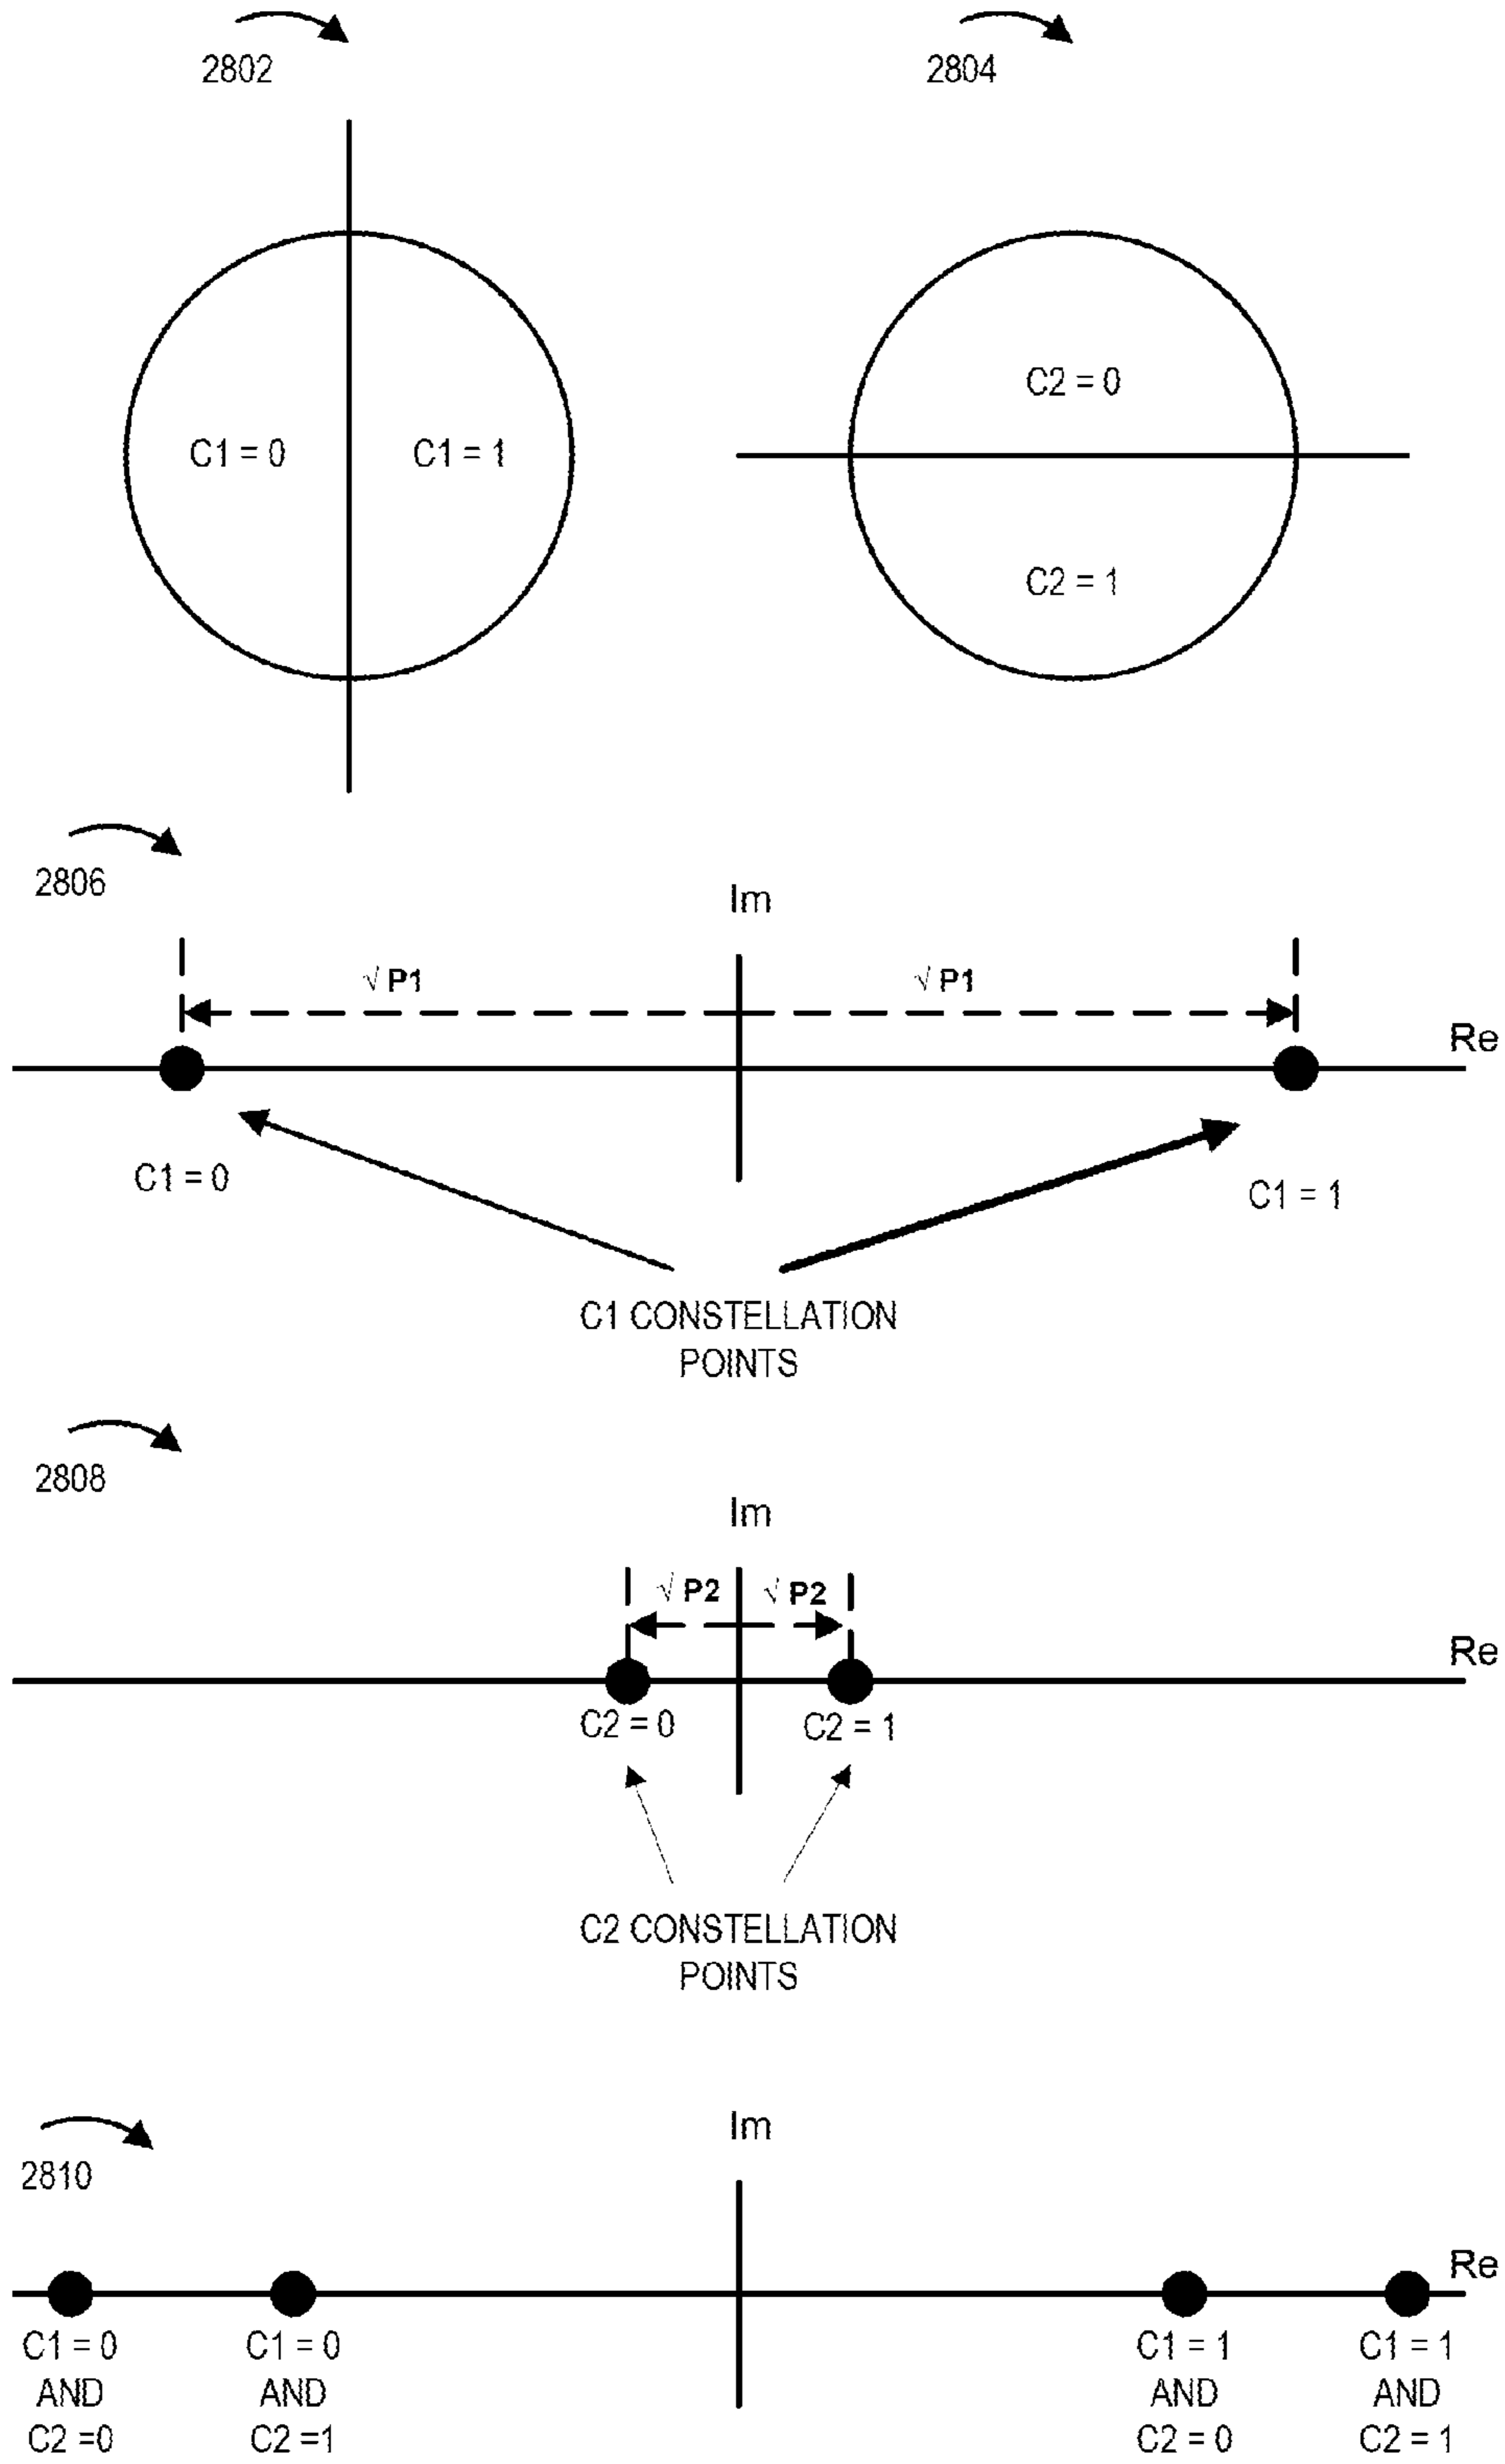 2802
2804
C1 = 0
C1 = 1
C2 = 0
C2 = 1
2806
Im
√ P1
√ P1
Re
C1 = 0
C1 = 1
C1 CONSTELLATION
POINTS
2808
Im
√ P2
√ P2
Re
C2 = 0
C2 = 1
C2 CONSTELLATION
POINTS
2810
Im
Re
C1 = 0
AND
C2 =0
C1 = 0
AND
C2 =1
C1 = 1
AND
C2 = 0
C1 = 1
AND
C2 = 1